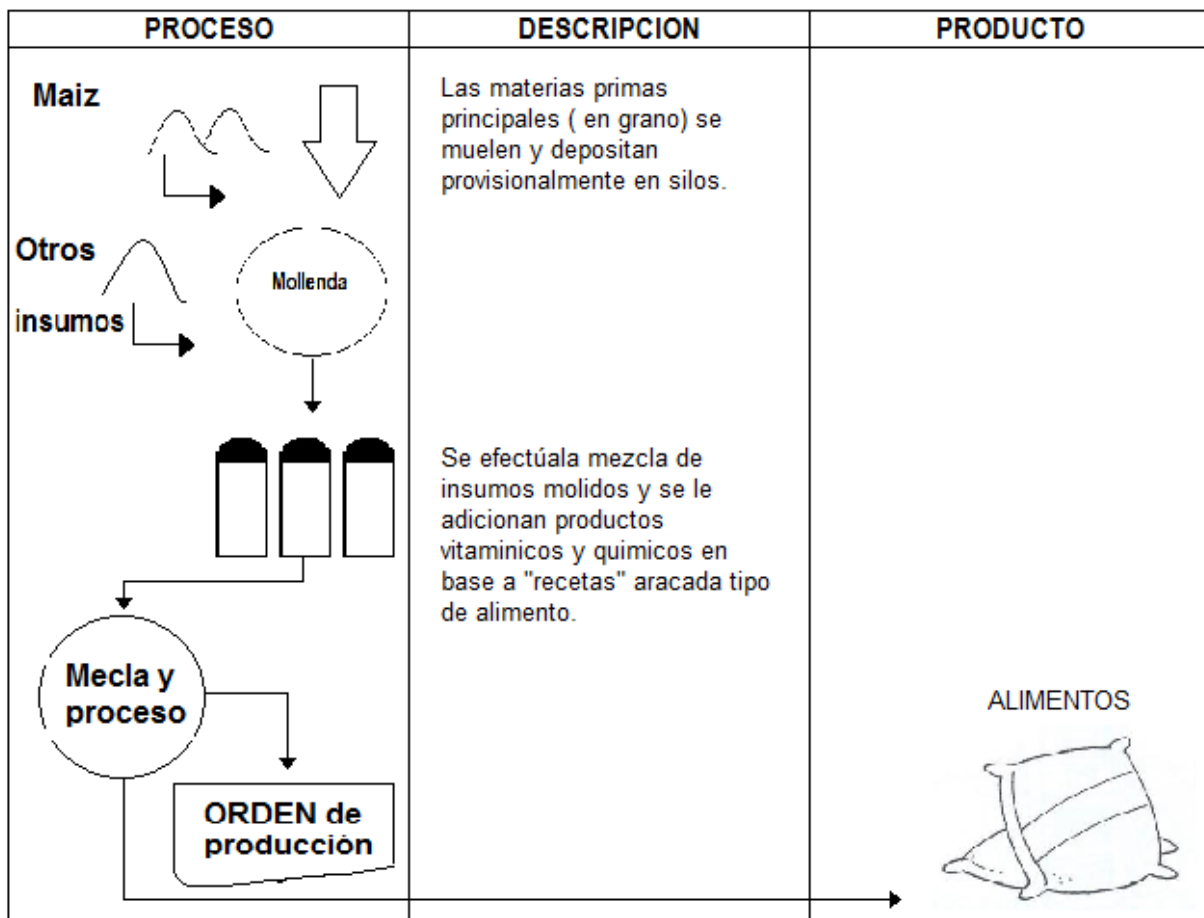 PROCESO
DESCRIPCION
PRODUCTO
Maiz
Las materias primas
principales ( en grano) se
muelen y depositan
provisionalmente en silos.
Otros
insumos
Mollenda
Se efectúala mezcla de
insumos molidos y se le
adicionan productos
vitaminicos y quimicos en
base a "recetas" aracada tipo
de alimento.
Mecla y
proceso
ORDEN de
producción
ALIMENTOS